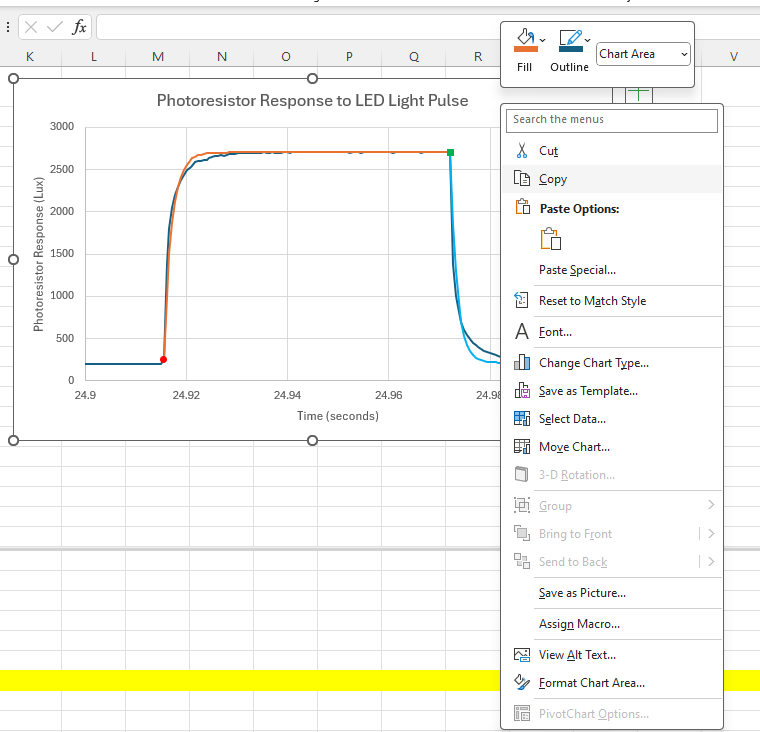 fx
K L M N O P Q R V
Fill
Outline
Chart Area
Photoresistor Response to LED Light Pulse
3000
2500
2000
1500
1000
500
0
Photoresistor Response (Lux)
24.9 24.92 24.94 24.96 24.98
Time (seconds)
Search the menus
Cut
Copy
Paste Options:
Paste Special...
Reset to Match Style
Font...
Change Chart Type...
Save as Template...
Select Data...
Move Chart...
3-D Rotation...
Group
Bring to Front
Send to Back
Save as Picture...
Assign Macro...
View Alt Text...
Format Chart Area...
PivotChart Options...